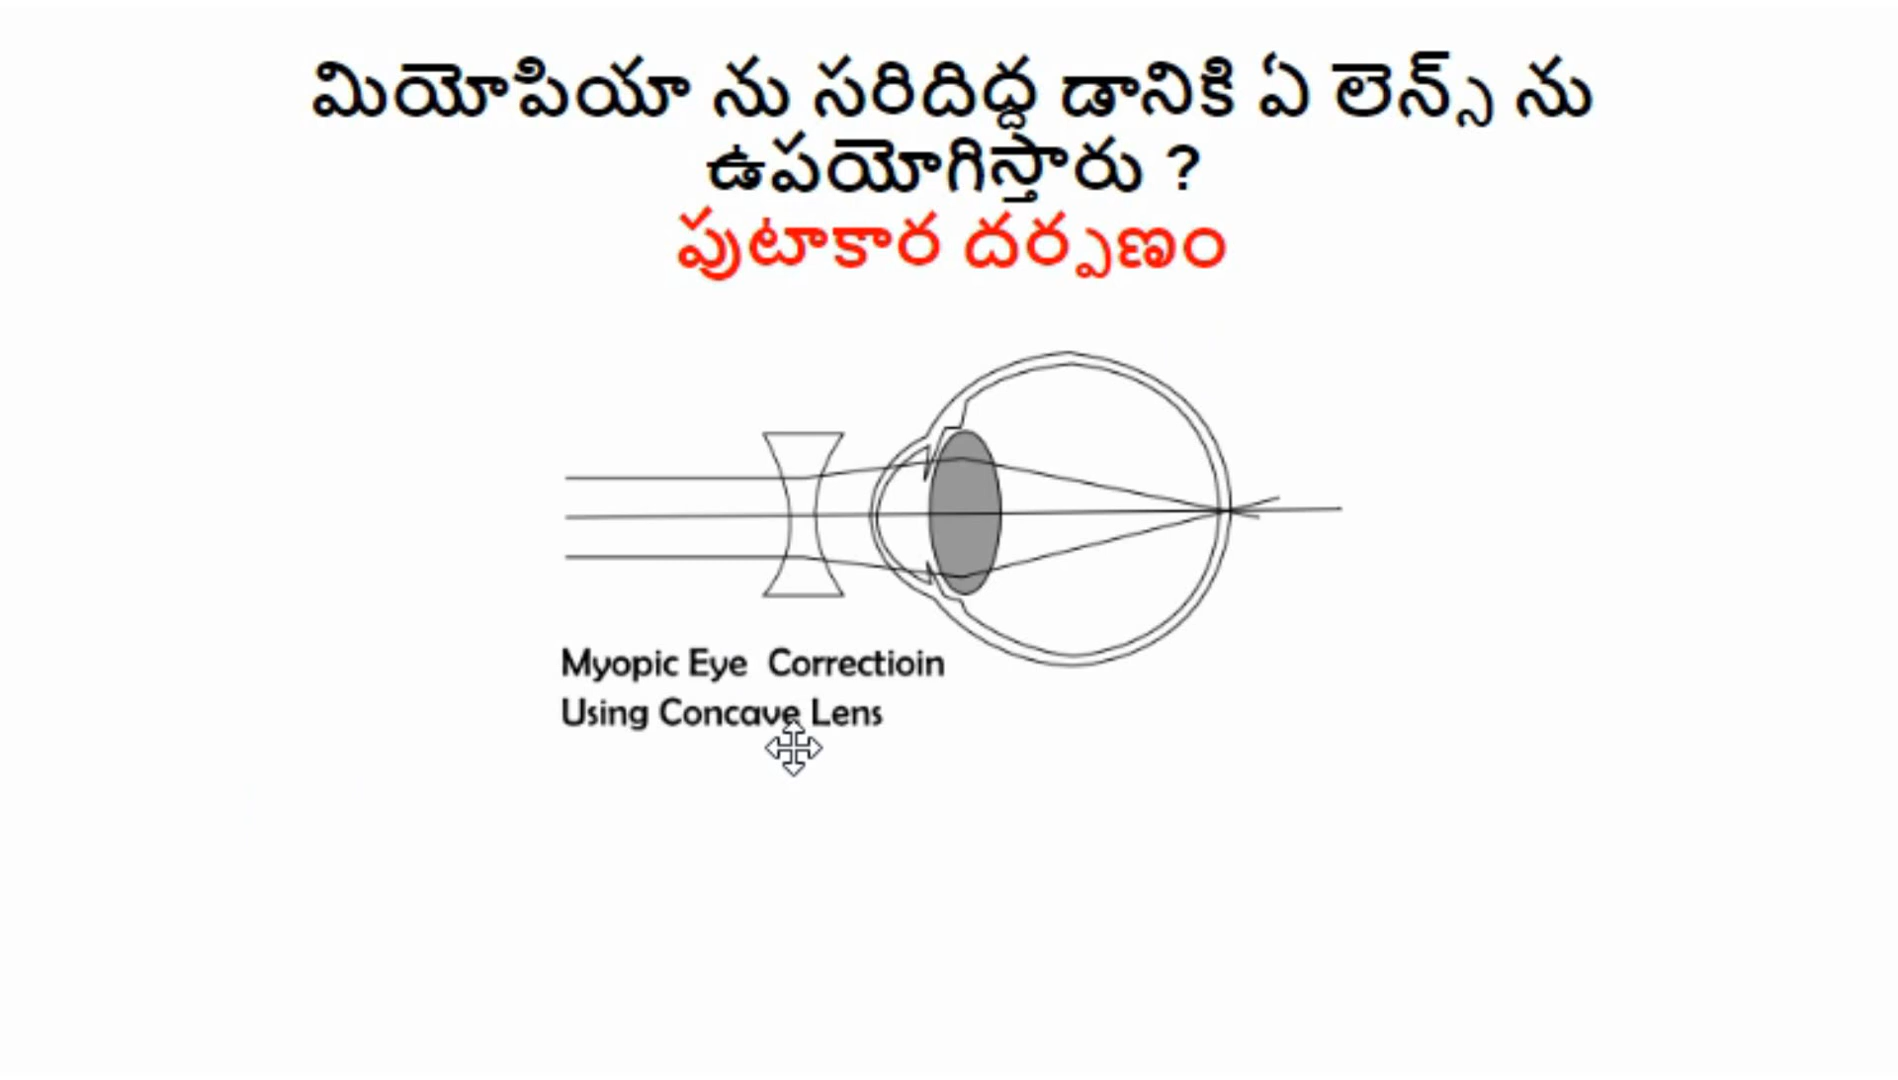 మియోపియా ను సరిదిద్ద డానికి ఏ లెన్స్ ను
ఉపయోగిస్తారు ?
పుటాకార దర్పణం
Myopic Eye Correctioin
Using Concave Lens